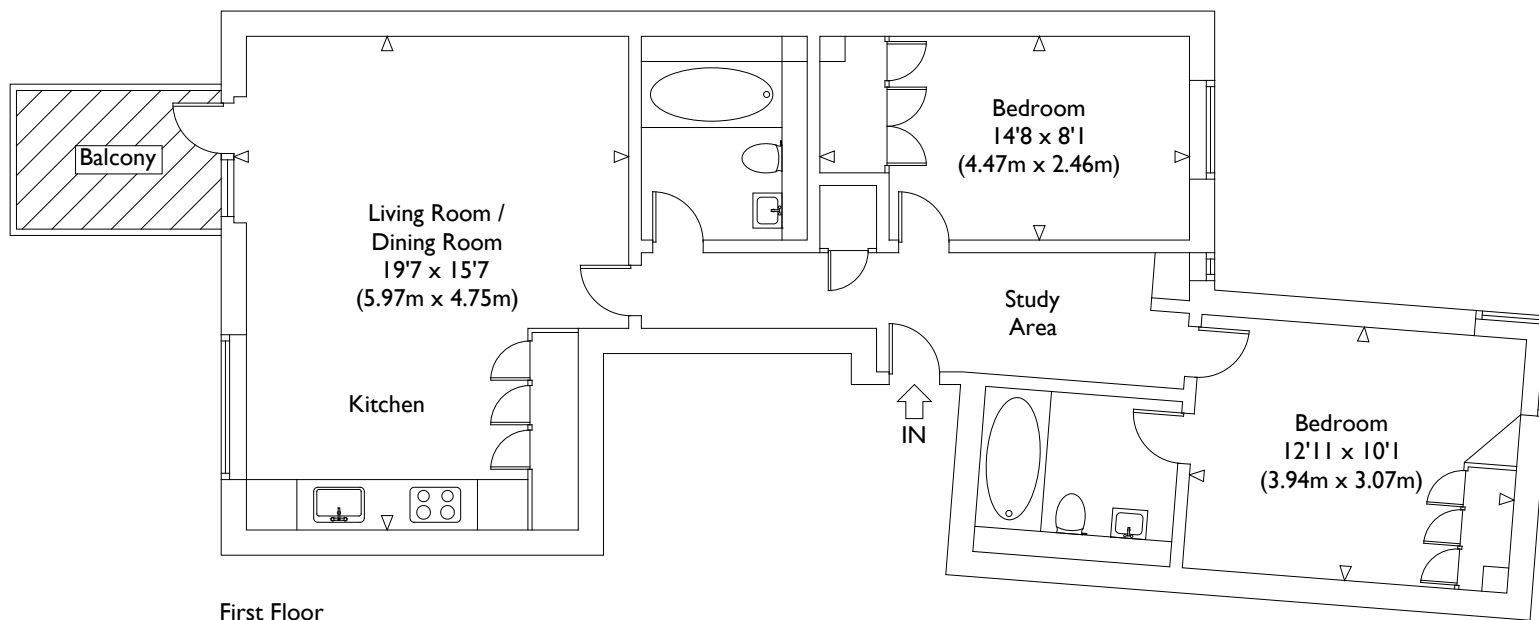 Balcony
Living Room /
Dining Room
19'7 x 15'7
(5.97m x 4.75m)
Kitchen
Bedroom
14'8 x 8'1
(4.47m x 2.46m)
Study
Area
IN
Bedroom
12'11 x 10'1
(3.94m x 3.07m)
First Floor